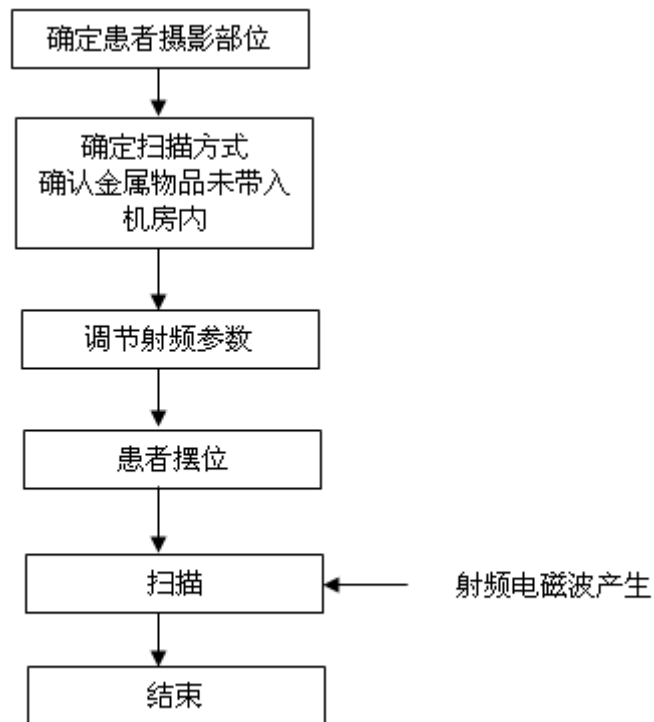 确定患者摄影部位
确定扫描方式
确认金属物品未带入
机房内
调节射频参数
患者摆位
扫描
射频电磁波产生
结束